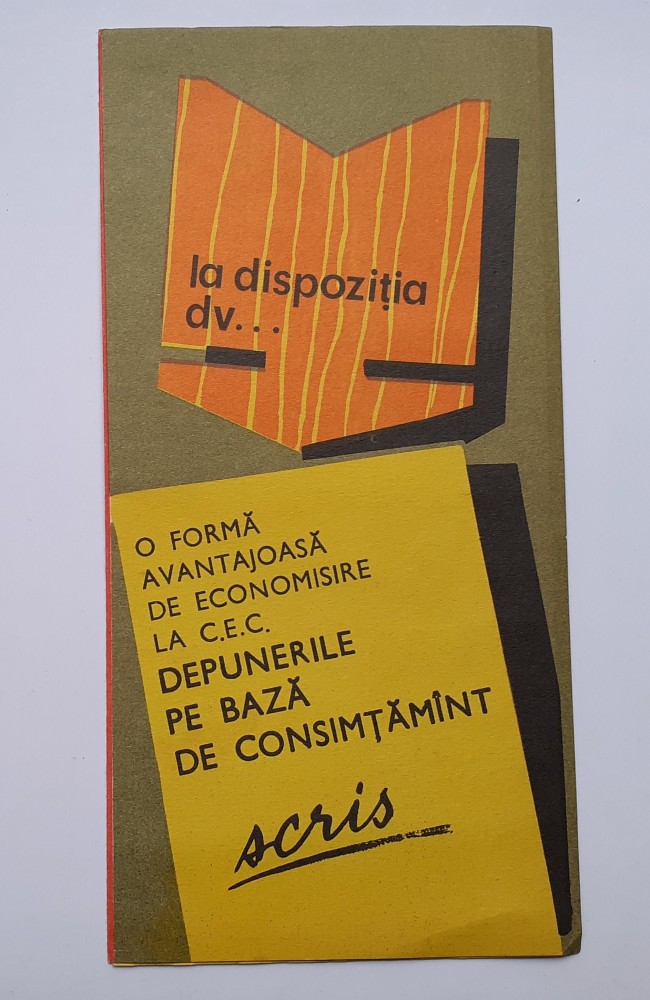 la dispoziția
dv...
O FORMĂ
AVANTAJOASĂ
DE ECONOMISIRE
LA C.E.C.
DEPUNERILE
PE BAZĂ
DE CONSIMȚĂMÎNT
scris